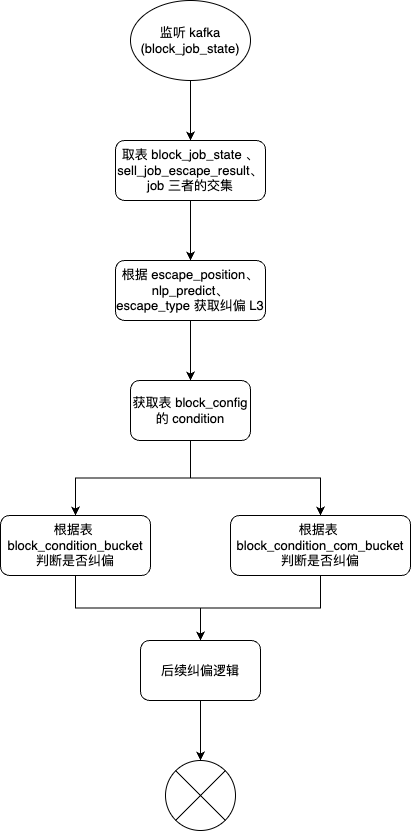 监听 kafka
(block_job_state)
取表 block_job_state 、
sell_job_escape_result、
job 三者的交集
根据 escape_position、
nlp_predict、
escape_type 获取纠偏 L3
获取表 block_config
的 condition
根据表
block_condition_bucket
判断是否纠偏
根据表
block_condition_com_bucket
判断是否纠偏
后续纠偏逻辑